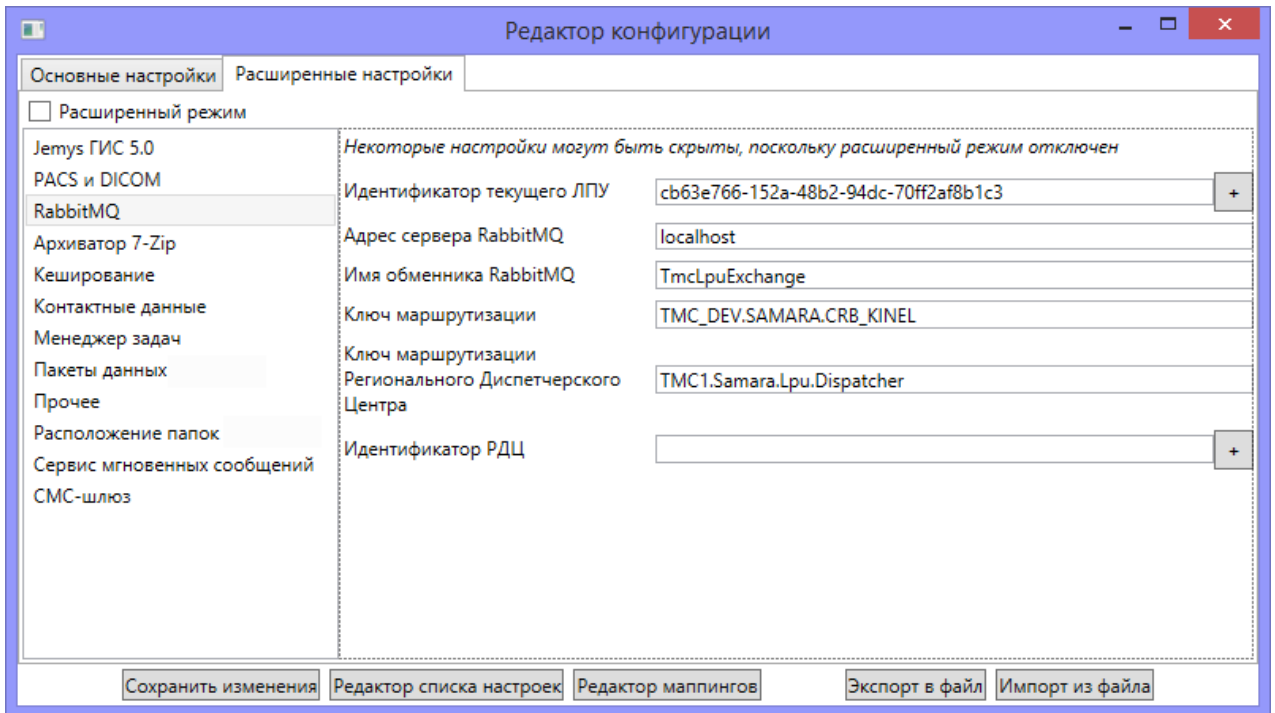 Редактор конфигурации
Основные настройки Расширенные настройки
Расширенный режим
Jemys ГИС 5.0
PACS и DICOM
RabbitMQ
Архиватор 7-Zip
Кеширование
Контактные данные
Менеджер задач
Пакеты данных
Прочее
Расположение папок
Сервис мгновенных сообщений
СМС-шлюз
Некоторые настройки могут быть скрыты, поскольку расширенный режим отключен
Идентификатор текущего ЛПУ cb63e766-152a-48b2-94dc-70ff2af8b1c3 +
Адрес сервера RabbitMQ localhost
Имя обменника RabbitMQ TmcLpuExchange
Ключ маршрутизации TMC_DEV.SAMARA.CRB_KINEL
Ключ маршрутизации
Регионального Диспетчерского TMC1.Samara.Lpu.Dispatcher
Центра
Идентификатор РДЦ +
Сохранить изменения Редактор списка настроек Редактор маппингов Экспорт в файл Импорт из файла